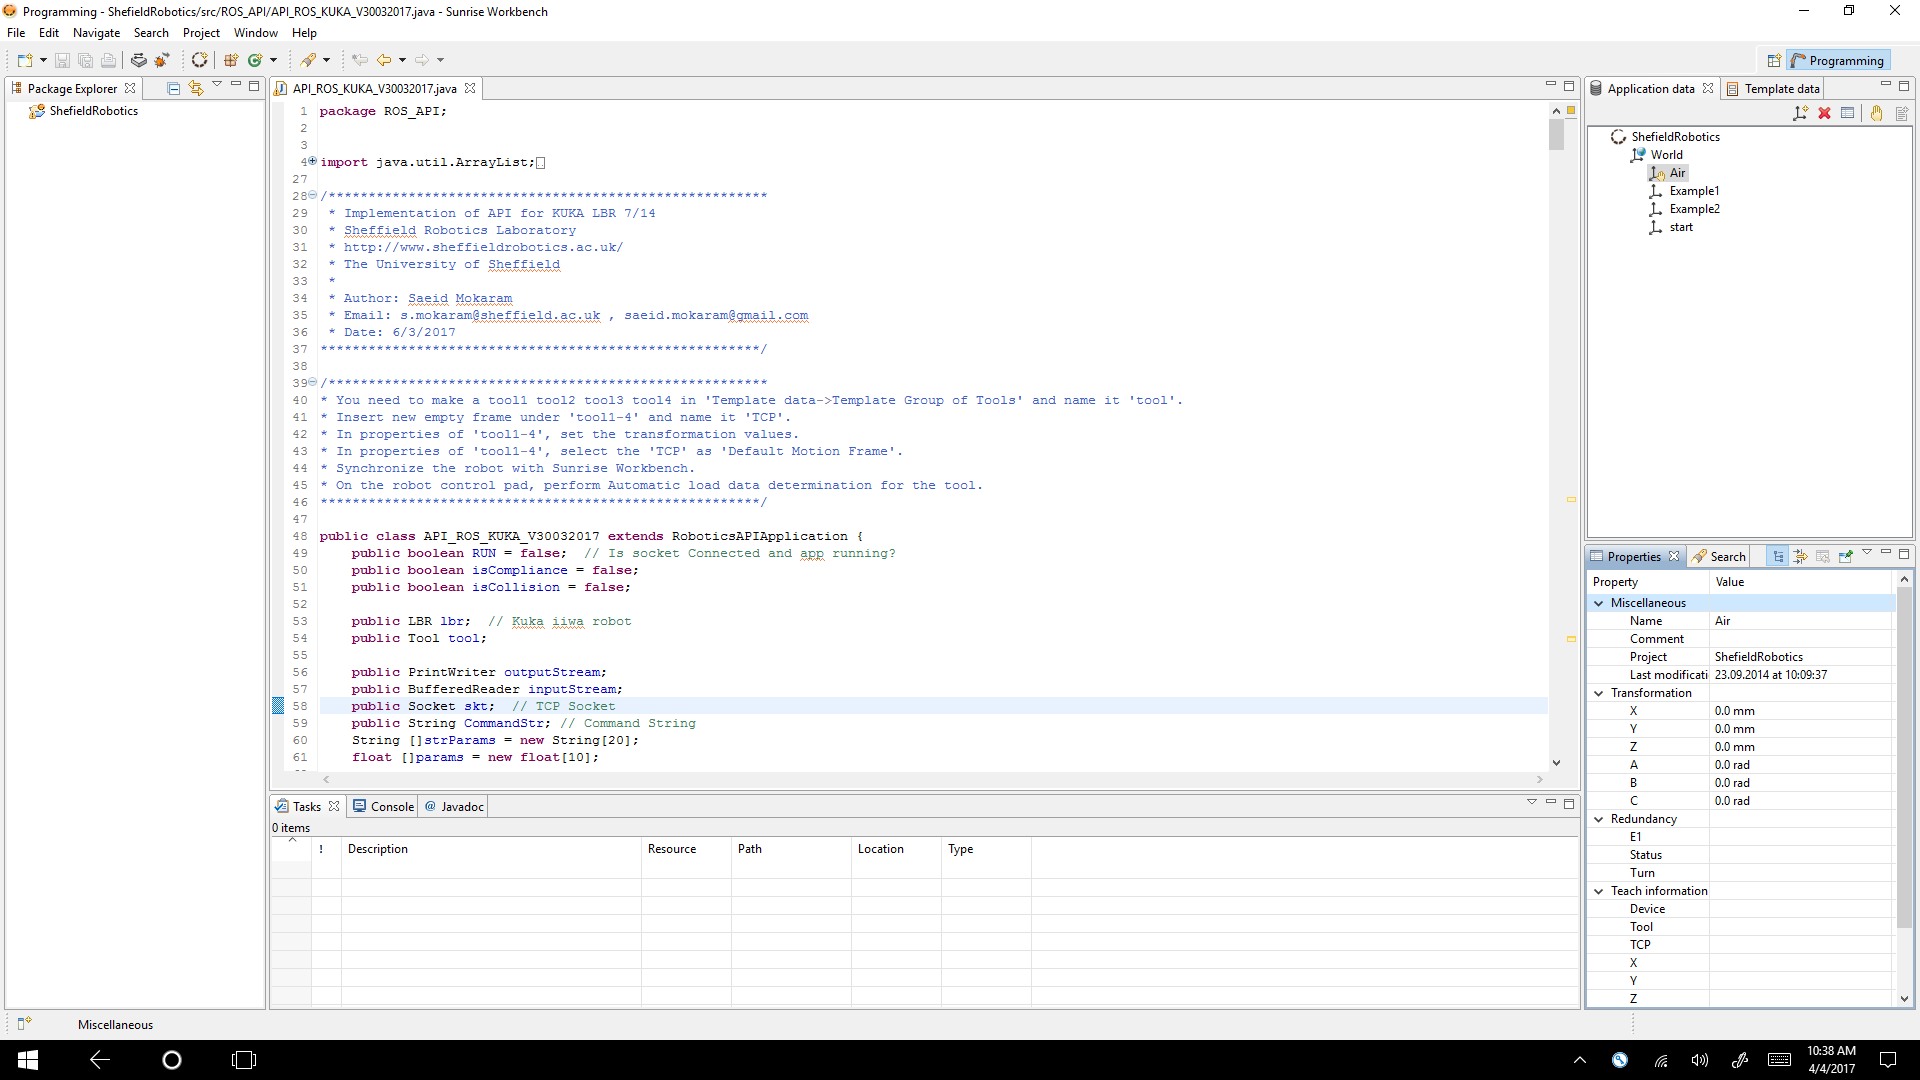 Programming - ShefieldRobotics/src/ROS_API/API_ROS_KUKA_V30032017.java - Sunrise Workbench
File Edit Navigate Search Project Window Help
Programming
Package Explorer
ShefieldRobotics
API_ROS_KUKA_V30032017.java
1 package ROS_API;
2
3
4 import java.util.ArrayList;
27
28 /*******************************************************
29 * Implementation of API for KUKA LBR 7/14
30 * Sheffield Robotics Laboratory
31 * http://www.sheffieldrobotics.ac.uk/
32 * The University of Sheffield
33 *
34 * Author: Saeid Mokaram
35 * Email: s.mokaram@sheffield.ac.uk , saeid.mokaram@gmail.com
36 * Date: 6/3/2017
37 *******************************************************/
38
39 /*******************************************************
40 * You need to make a tool1 tool2 tool3 tool4 in 'Template data->Template Group of Tools' and name it 'tool'.
41 * Insert new empty frame under 'tool1-4' and name it 'TCP'.
42 * In properties of 'tool1-4', set the transformation values.
43 * In properties of 'tool1-4', select the 'TCP' as 'Default Motion Frame'.
44 * Synchronize the robot with Sunrise Workbench.
45 * On the robot control pad, perform Automatic load data determination for the tool.
46 *******************************************************/
47
48 public class API_ROS_KUKA_V30032017 extends RoboticsAPIApplication {
49 public boolean RUN = false; // Is socket Connected and app running?
50 public boolean isCompliance = false;
51 public boolean isCollision = false;
52
53 public LBR lbr; // Kuka iiwa robot
54 public Tool tool;
55
56 public PrintWriter outputStream;
57 public BufferedReader inputStream;
58 public Socket skt; // TCP Socket
59 public String CommandStr; // Command String
60 String []strParams = new String[20];
61 float []params = new float[10];
Tasks Console @ Javadoc
0 items
! Description Resource Path Location Type
Application data Template data
ShefieldRobotics
World
Air
Example1
Example2
start
Properties Search
Property Value
Miscellaneous
Name Air
Comment
Project ShefieldRobotics
Last modificati 23.09.2014 at 10:09:37
Transformation
X 0.0 mm
Y 0.0 mm
Z 0.0 mm
A 0.0 rad
B 0.0 rad
C 0.0 rad
Redundancy
E1
Status
Turn
Teach information
Device
Tool
TCP
X
Y
Z
Miscellaneous
10:38 AM
4/4/2017